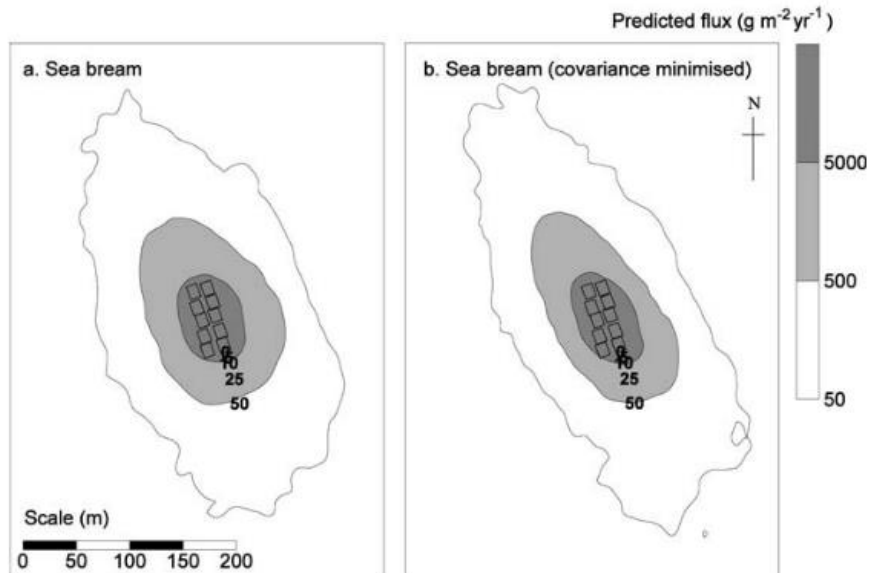 Predicted flux (g m⁻² yr⁻¹)
a. Sea bream
b. Sea bream (covariance minimised)
N
5000
500
50
0
10
25
50
0
10
25
50
Scale (m)
0 50 100 150 200